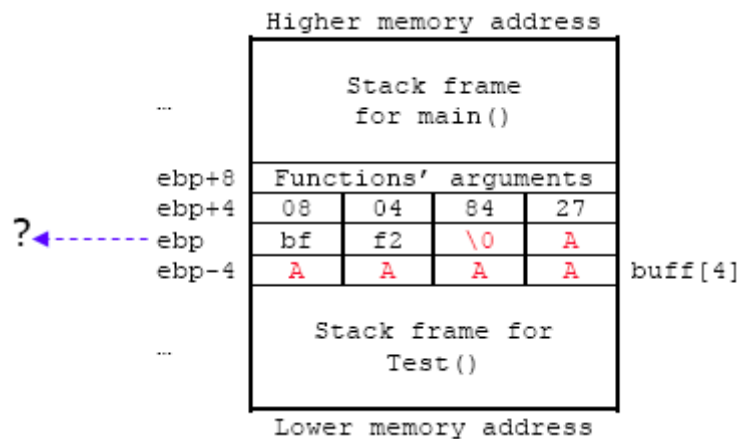 Higher memory address
Stack frame
for main()
…
ebp+8 Functions’ arguments
ebp+4 08 04 84 27
? ebp bf f2 \0 A
ebp-4 A A A A buff[4]
Stack frame for
Test()
…
Lower memory address